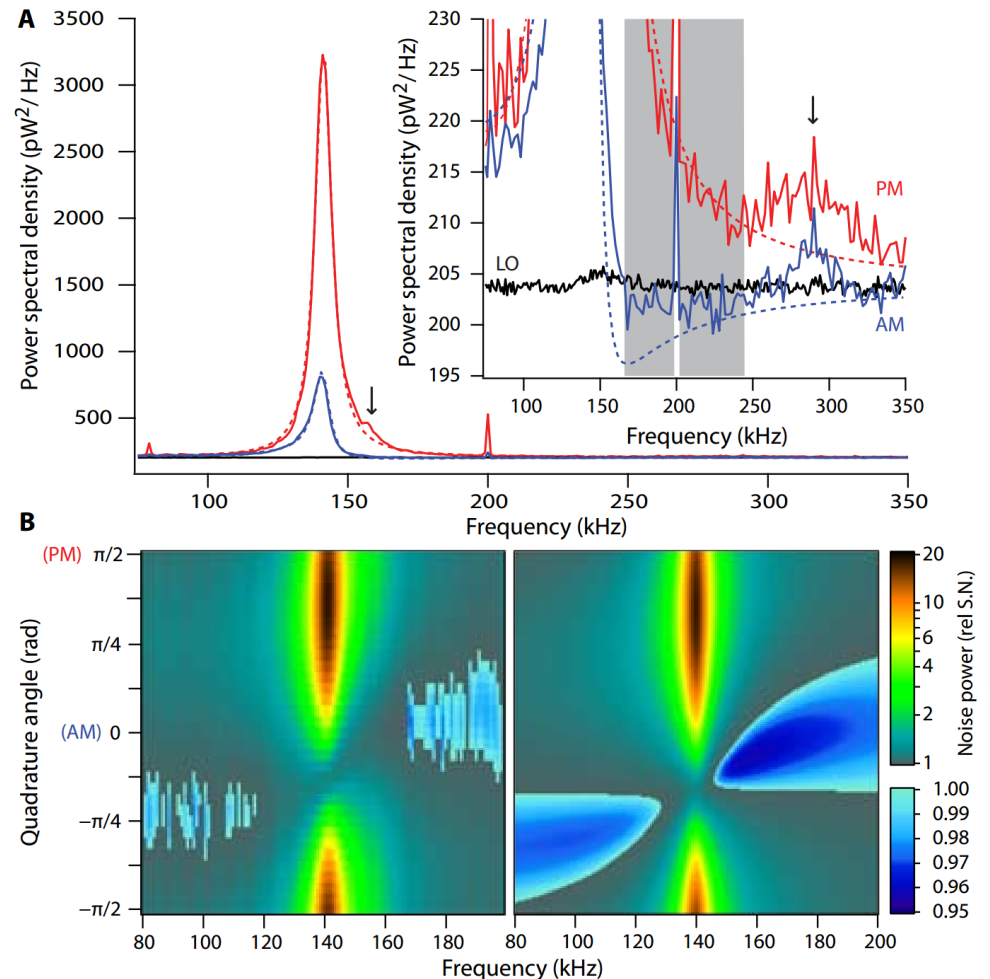 A
Power spectral density (pW²/ Hz)
3500
3000
2500
2000
1500
1000
500
↓
100
150
200
250
300
350
Frequency (kHz)
Power spectral density (pW²/ Hz)
230
225
220
215
210
205
200
195
LO
↓
PM
AM
100
150
200
250
300
350
Frequency (kHz)
B
Quadrature angle (rad)
(PM) π/2
π/4
(AM) 0
−π/4
−π/2
80 100 120 140 160 180
80 100 120 140 160 180 200
Frequency (kHz)
Noise power (rel S.N.)
20
10
6
4
2
1
1.00
0.99
0.98
0.97
0.96
0.95